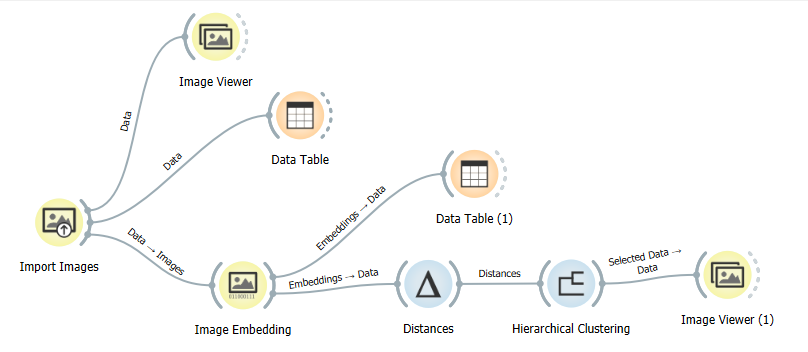 Image Viewer
Data
Data Table
Data
Data Table (1)
Embeddings → Data
Import Images
Data → Images
Image Embedding
011000111
Embeddings → Data
Distances
Distances
Hierarchical Clustering
Selected Data →
Data
Image Viewer (1)